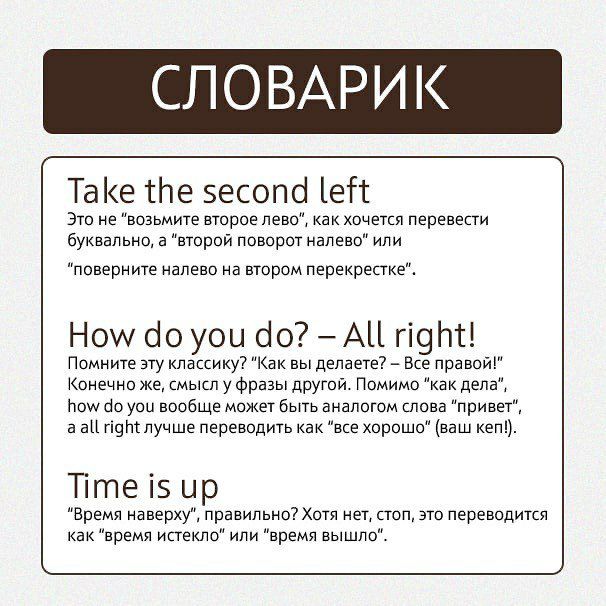 СЛОВАРИК
Take the second left
Это не "возьмите второе лево", как хочется перевести
буквально, а "второй поворот налево" или
"поверните налево на втором перекрестке".
How do you do? – All right!
Помните эту классику? "Как вы делаете? – Все правой!"
Конечно же, смысл у фразы другой. Помимо "как дела",
how do you вообще может быть аналогом слова "привет",
а all right лучше переводить как "все хорошо" (ваш кеп!).
Time is up
"Время наверху", правильно? Хотя нет, стоп, это переводится
как "время истекло" или "время вышло".